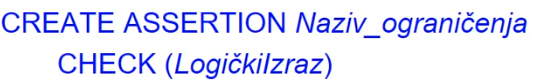 CREATE ASSERTION Naziv_ograničenja
CHECK (LogičkiIzraz)